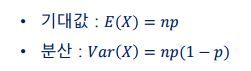 • 기대값 : E(X) = np
• 분산 : Var(X) = np(1 − p)